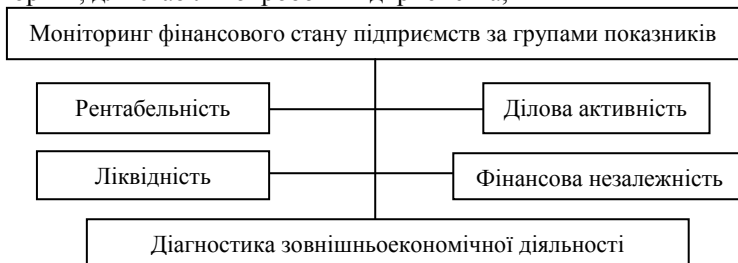 Моніторинг фінансового стану підприємств за групами показників
Рентабельність
Ділова активність
Ліквідність
Фінансова незалежність
Діагностика зовнішньоекономічної діяльності